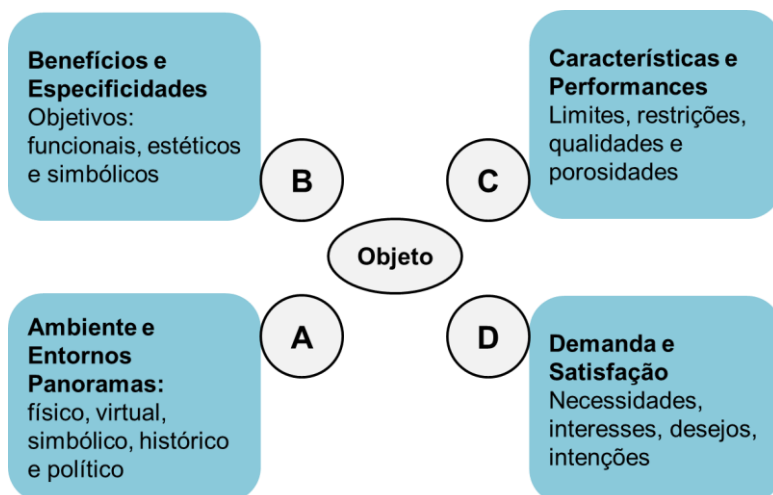 Benefícios e
Especificidades
Objetivos:
funcionais, estéticos
e simbólicos
B
Características e
Performances
Limites, restrições,
qualidades e
porosidades
C
Objeto
Ambiente e
Entornos
Panoramas:
físico, virtual,
simbólico, histórico
e político
A
Demanda e
Satisfação
Necessidades,
interesses, desejos,
intenções
D